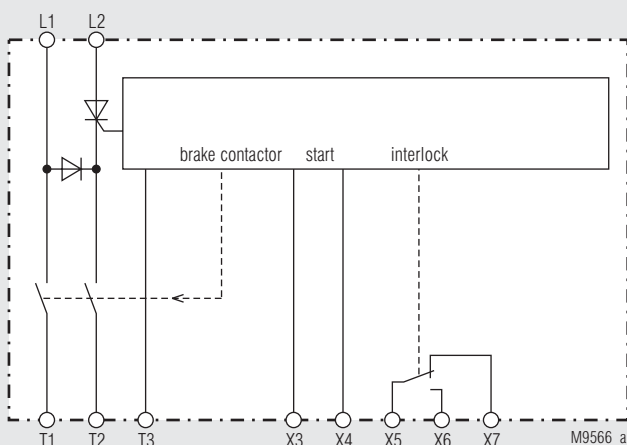 L1 L2
brake contactor start interlock
T1 T2 T3 X3 X4 X5 X6 X7
M9566_a